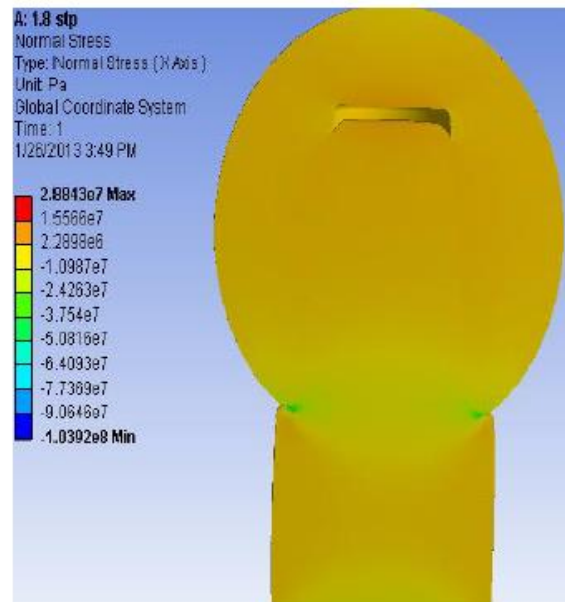 A: 1.8 stp
Normal Stress
Type: Normal Stress ( X Axis )
Unit: Pa
Global Coordinate System
Time: 1
1/26/2013 3:49 PM
2.8843e7 Max
1.5566e7
2.2898e6
-1.0987e7
-2.4263e7
-3.754e7
-5.0816e7
-6.4093e7
-7.7369e7
-9.0646e7
-1.0392e8 Min